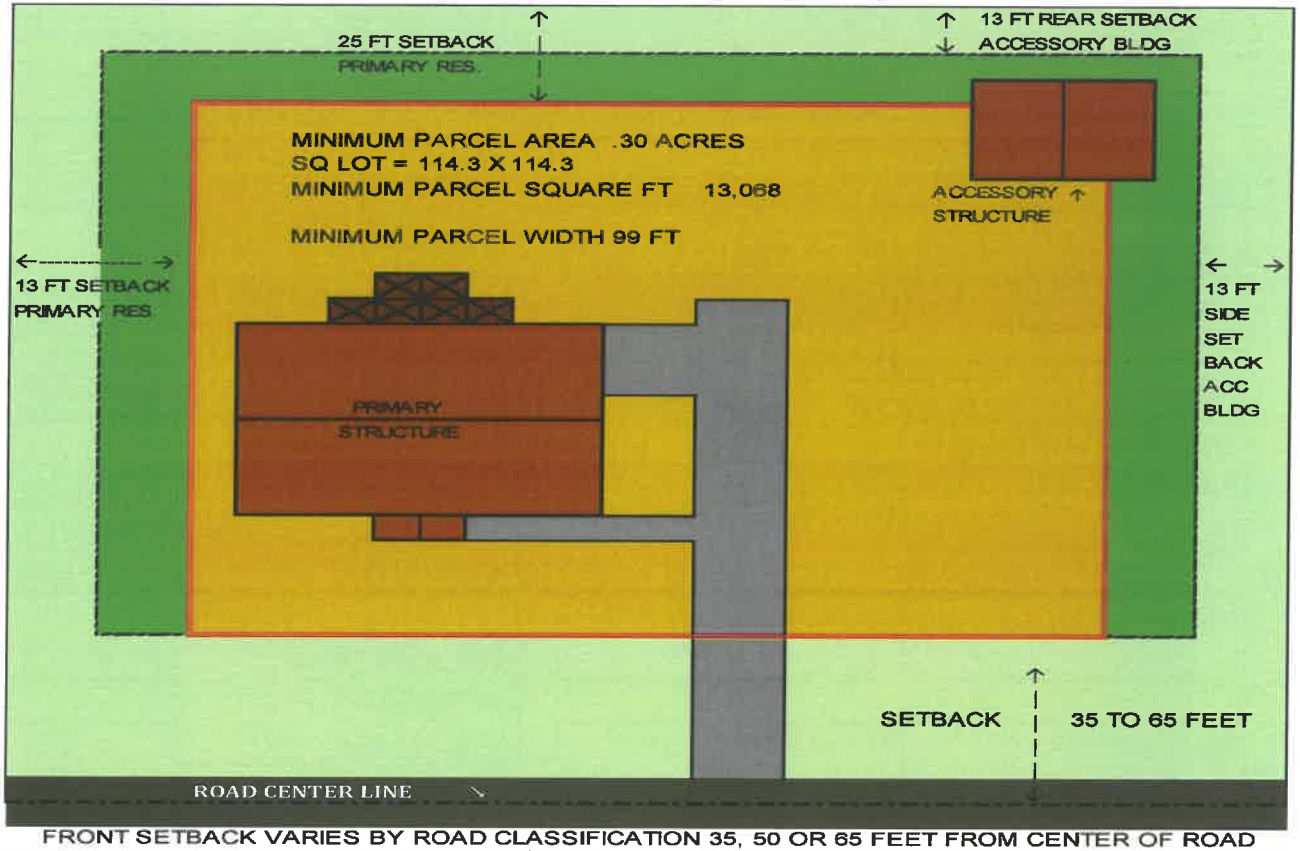 25 FT SETBACK
PRIMARY RES.
13 FT REAR SETBACK
ACCESSORY BLDG
MINIMUM PARCEL AREA .30 ACRES
SQ LOT = 114.3 X 114.3
MINIMUM PARCEL SQUARE FT 13,068
MINIMUM PARCEL WIDTH 99 FT
ACCESSORY
STRUCTURE
13 FT SETBACK
PRIMARY RES.
13 FT
SIDE
SET
BACK
ACC
BLDG
PRIMARY
STRUCTURE
SETBACK 35 TO 65 FEET
ROAD CENTER LINE
FRONT SETBACK VARIES BY ROAD CLASSIFICATION 35, 50 OR 65 FEET FROM CENTER OF ROAD